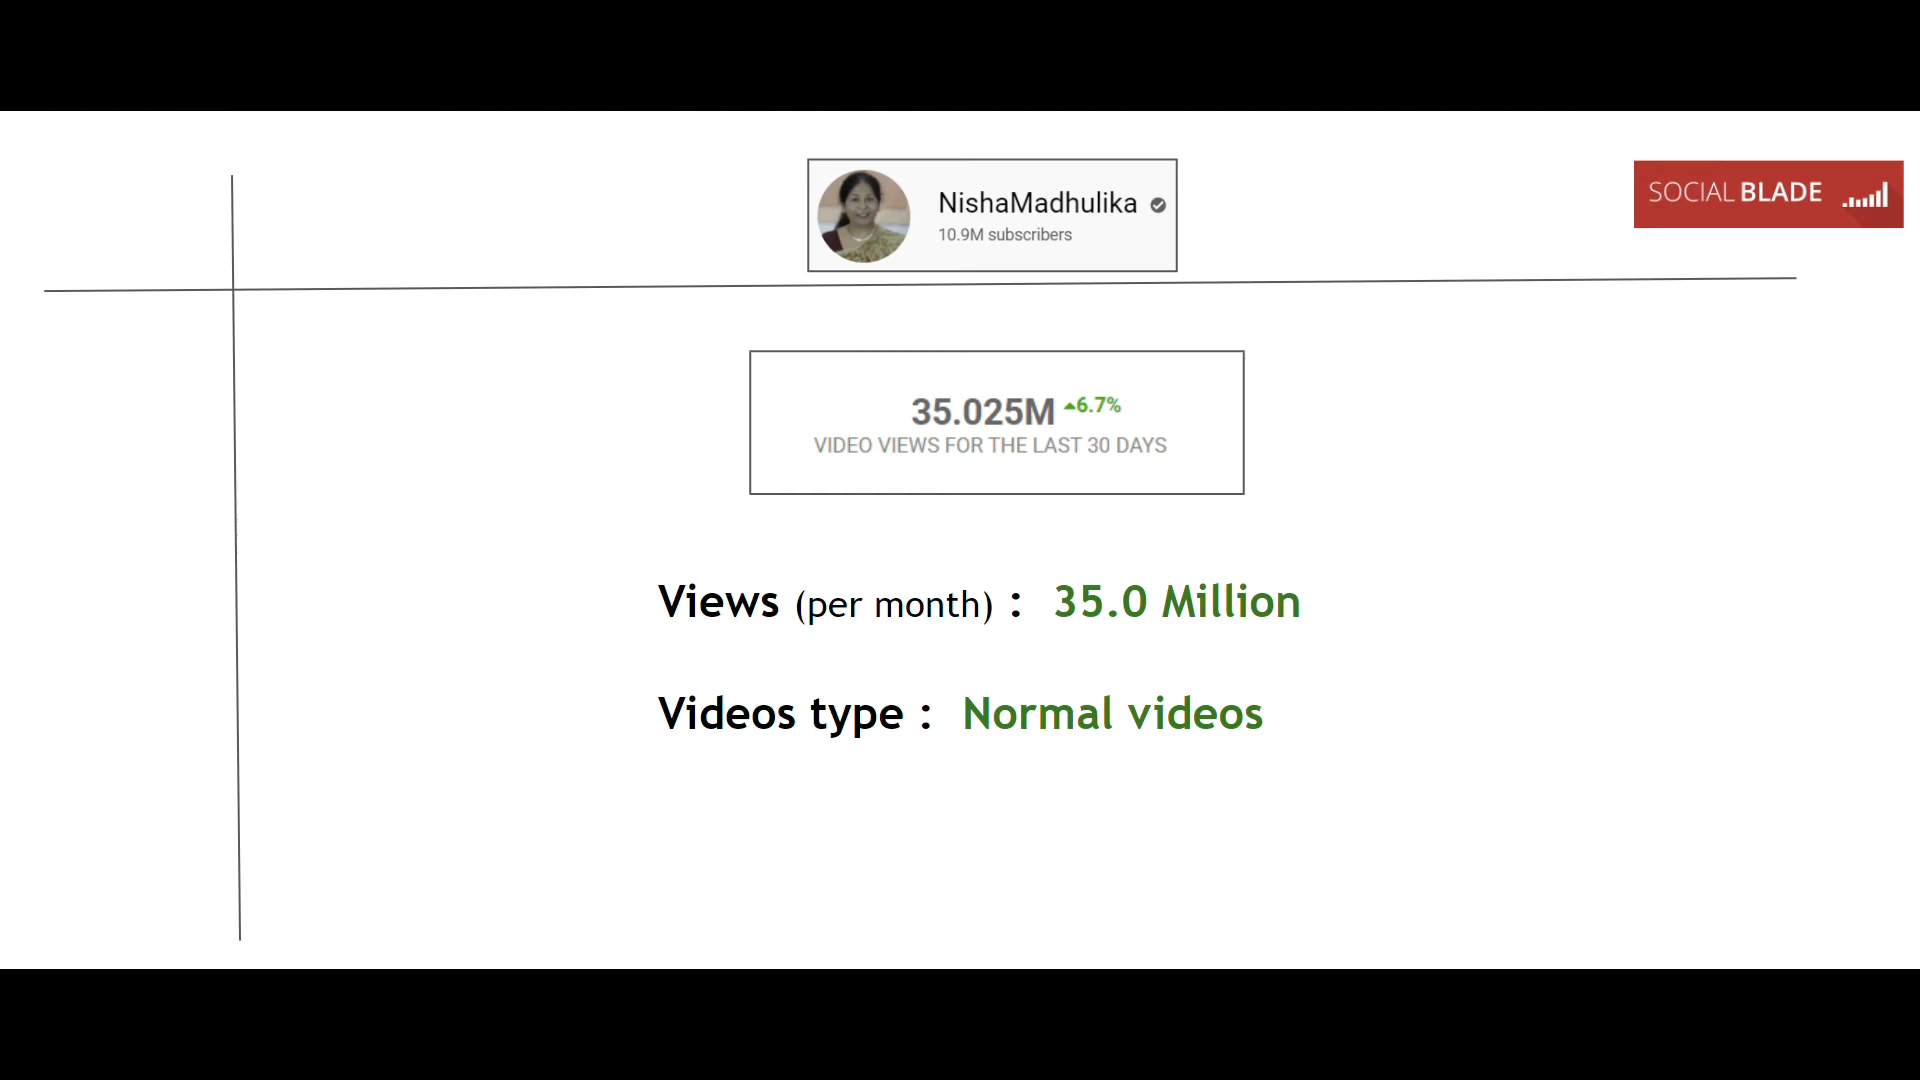 NishaMadhulika
10.9M subscribers
SOCIAL BLADE
35.025M 6.7%
VIDEO VIEWS FOR THE LAST 30 DAYS
Views (per month) : 35.0 Million
Videos type : Normal videos